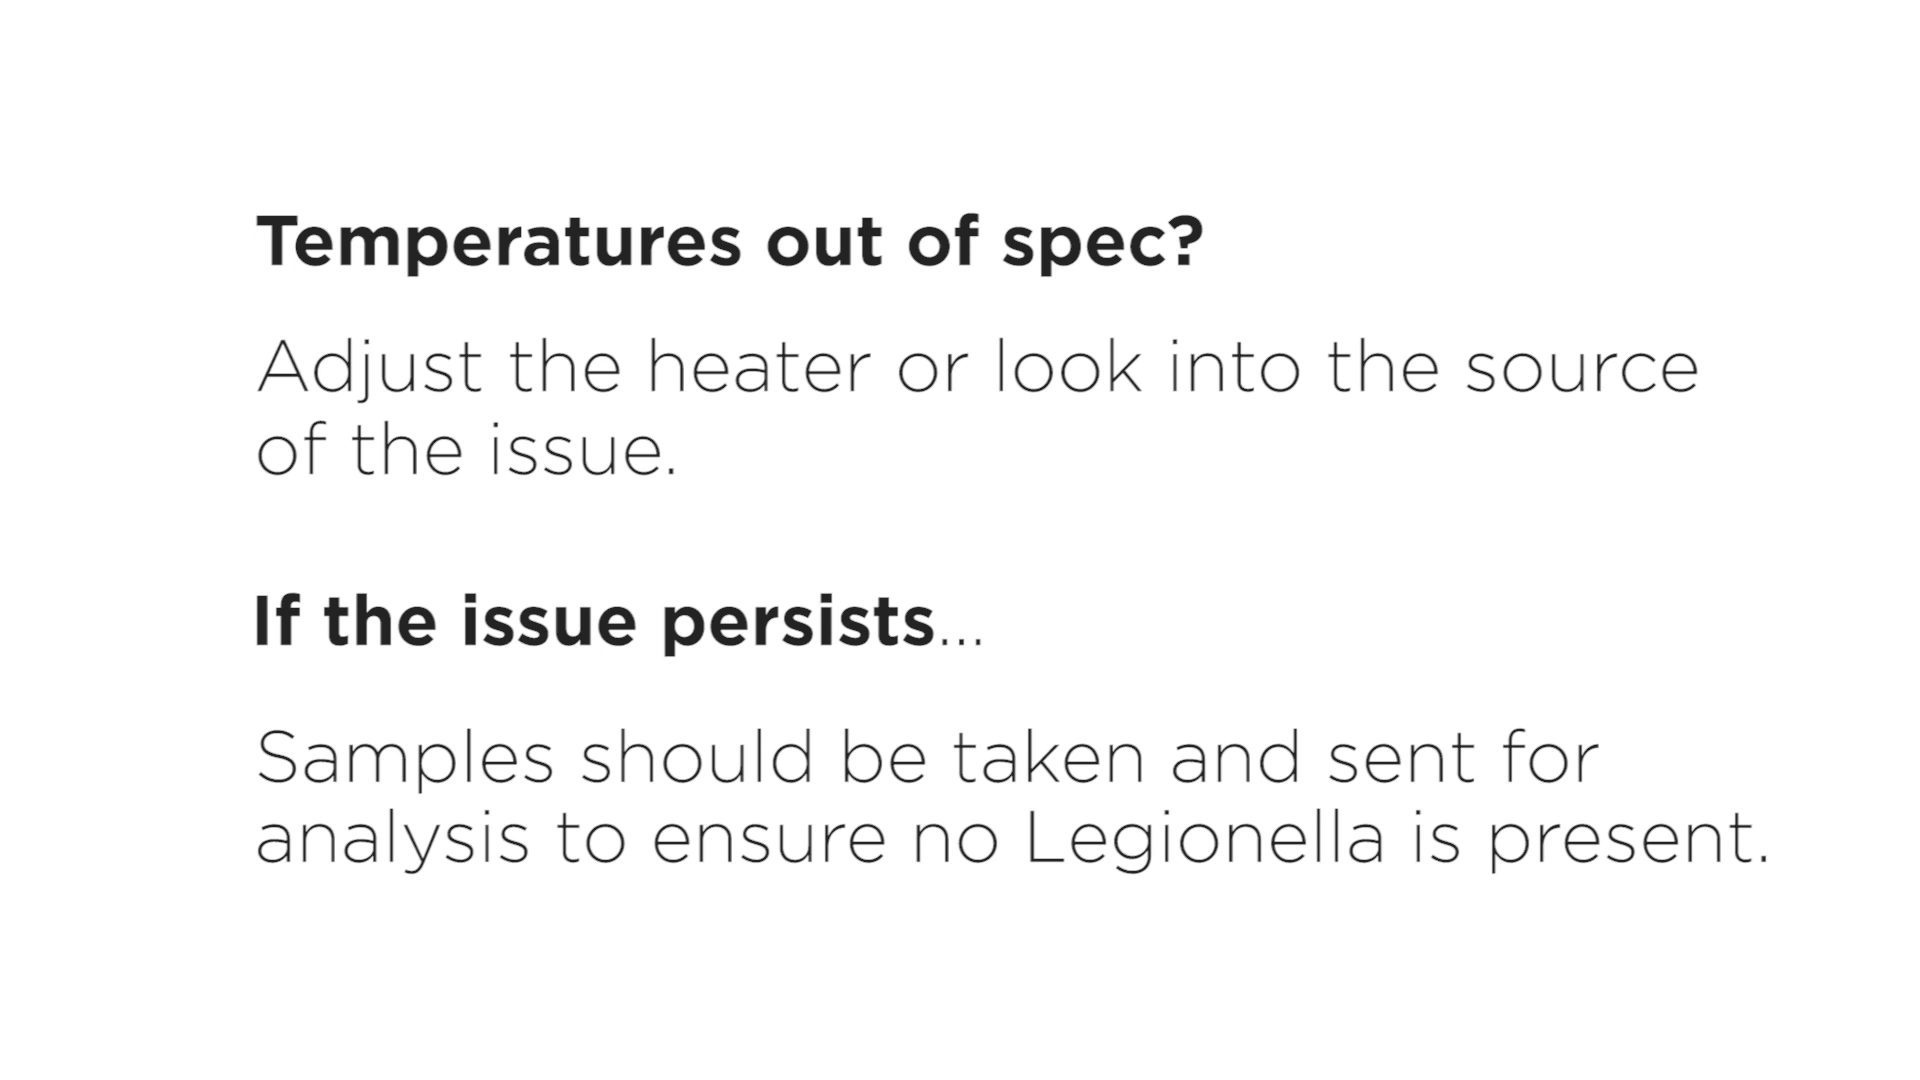 Temperatures out of spec?
Adjust the heater or look into the source
of the issue.
If the issue persists...
Samples should be taken and sent for
analysis to ensure no Legionella is present.